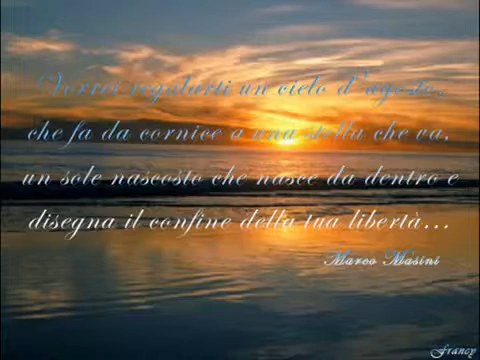 Vorrei regalarti un cielo d'agosto,
che fa da cornice a una stella che va,
un sole nascosto che nasce da dentro e
disegna il confine della tua libertà...
Marco Masini
Francy